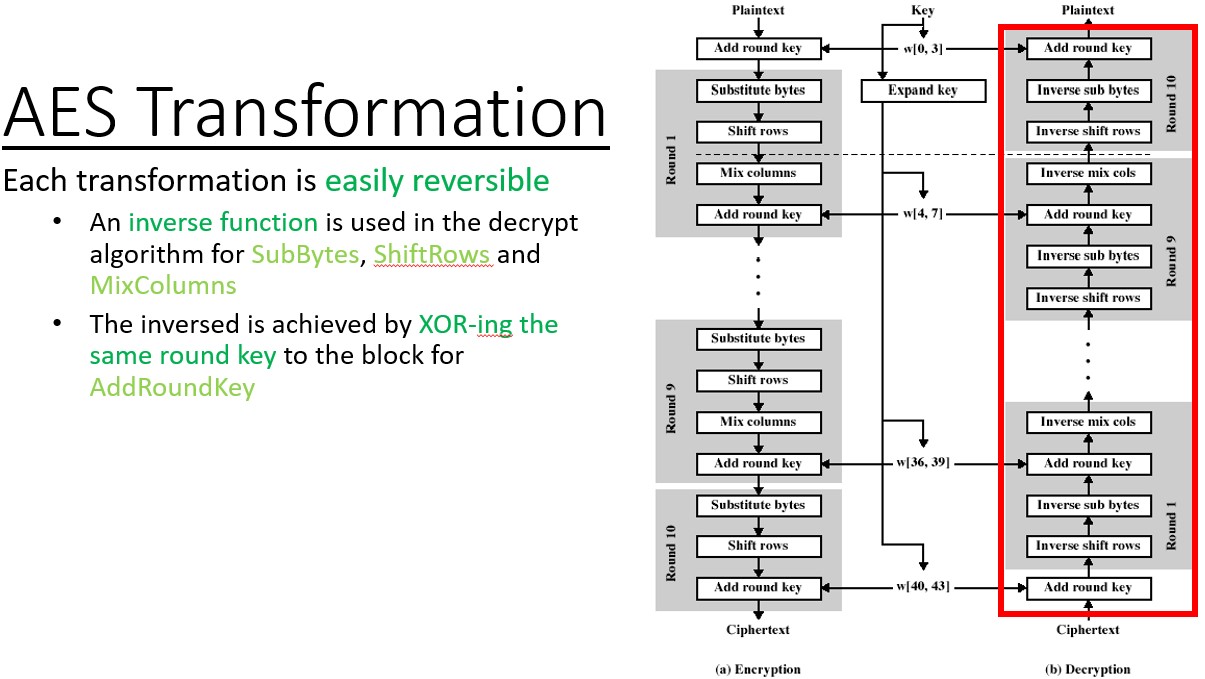 AES Transformation
Each transformation is easily reversible
• An inverse function is used in the decrypt
algorithm for SubBytes, ShiftRows and
MixColumns
• The inversed is achieved by XOR-ing the
same round key to the block for
AddRoundKey
Plaintext
Add round key
Round 1
Substitute bytes
Shift rows
Mix columns
Add round key
Round 9
Substitute bytes
Shift rows
Mix columns
Add round key
Round 10
Substitute bytes
Shift rows
Add round key
Ciphertext
(a) Encryption
Key
w[0, 3]
Expand key
w[4, 7]
w[36, 39]
w[40, 43]
Plaintext
Add round key
Inverse sub bytes
Inverse shift rows
Round 10
Inverse mix cols
Add round key
Inverse sub bytes
Inverse shift rows
Round 9
Inverse mix cols
Add round key
Inverse sub bytes
Inverse shift rows
Round 1
Add round key
Ciphertext
(b) Decryption